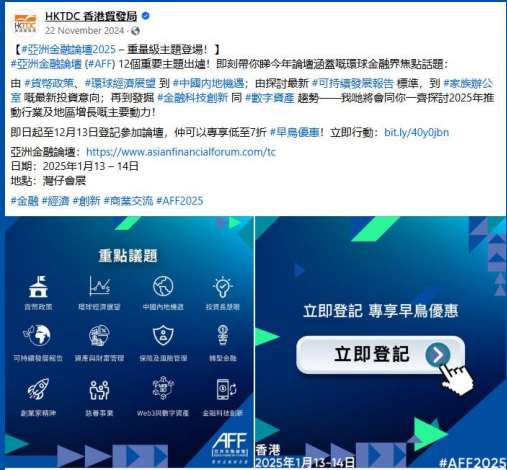 HKTDC 香港貿發局
22 November 2024
【#亞洲金融論壇2025 – 重量級主題登場！】
#亞洲金融論壇 (#AFF) 12個重要主題出爐！即刻帶你睇今年論壇涵蓋嘅環球金融界焦點話題：
由 #貨幣政策、#環球經濟展望 到 #中國內地機遇；由探討最新 #可持續發展報告 標準，到 #家族辦公
室 嘅最新投資意向；再到發掘 #金融科技創新 同 #數字資產 趨勢——我哋將會同你一齊探討2025年推
動行業及地區增長嘅主要動力！
即日起至12月13日登記參加論壇，仲可以專享低至7折 #早鳥優惠！立即行動：bit.ly/40y0jbn
亞洲金融論壇：https://www.asianfinancialforum.com/tc
日期：2025年1月13 – 14日
地點：灣仔會展
#金融 #經濟 #創新 #商業交流 #AFF2025
重點議題
貨幣政策 環球經濟展望 中國內地機遇 投資長慧眼
可持續發展報告 資產與財富管理 保險及風險管理 轉型金融
創業家精神 慈善事業 Web3與數字資產 金融科技創新
AFF
亞洲金融論壇
立即登記 專享早鳥優惠
立即登記
香港
2025年1月13-14日
#AFF2025